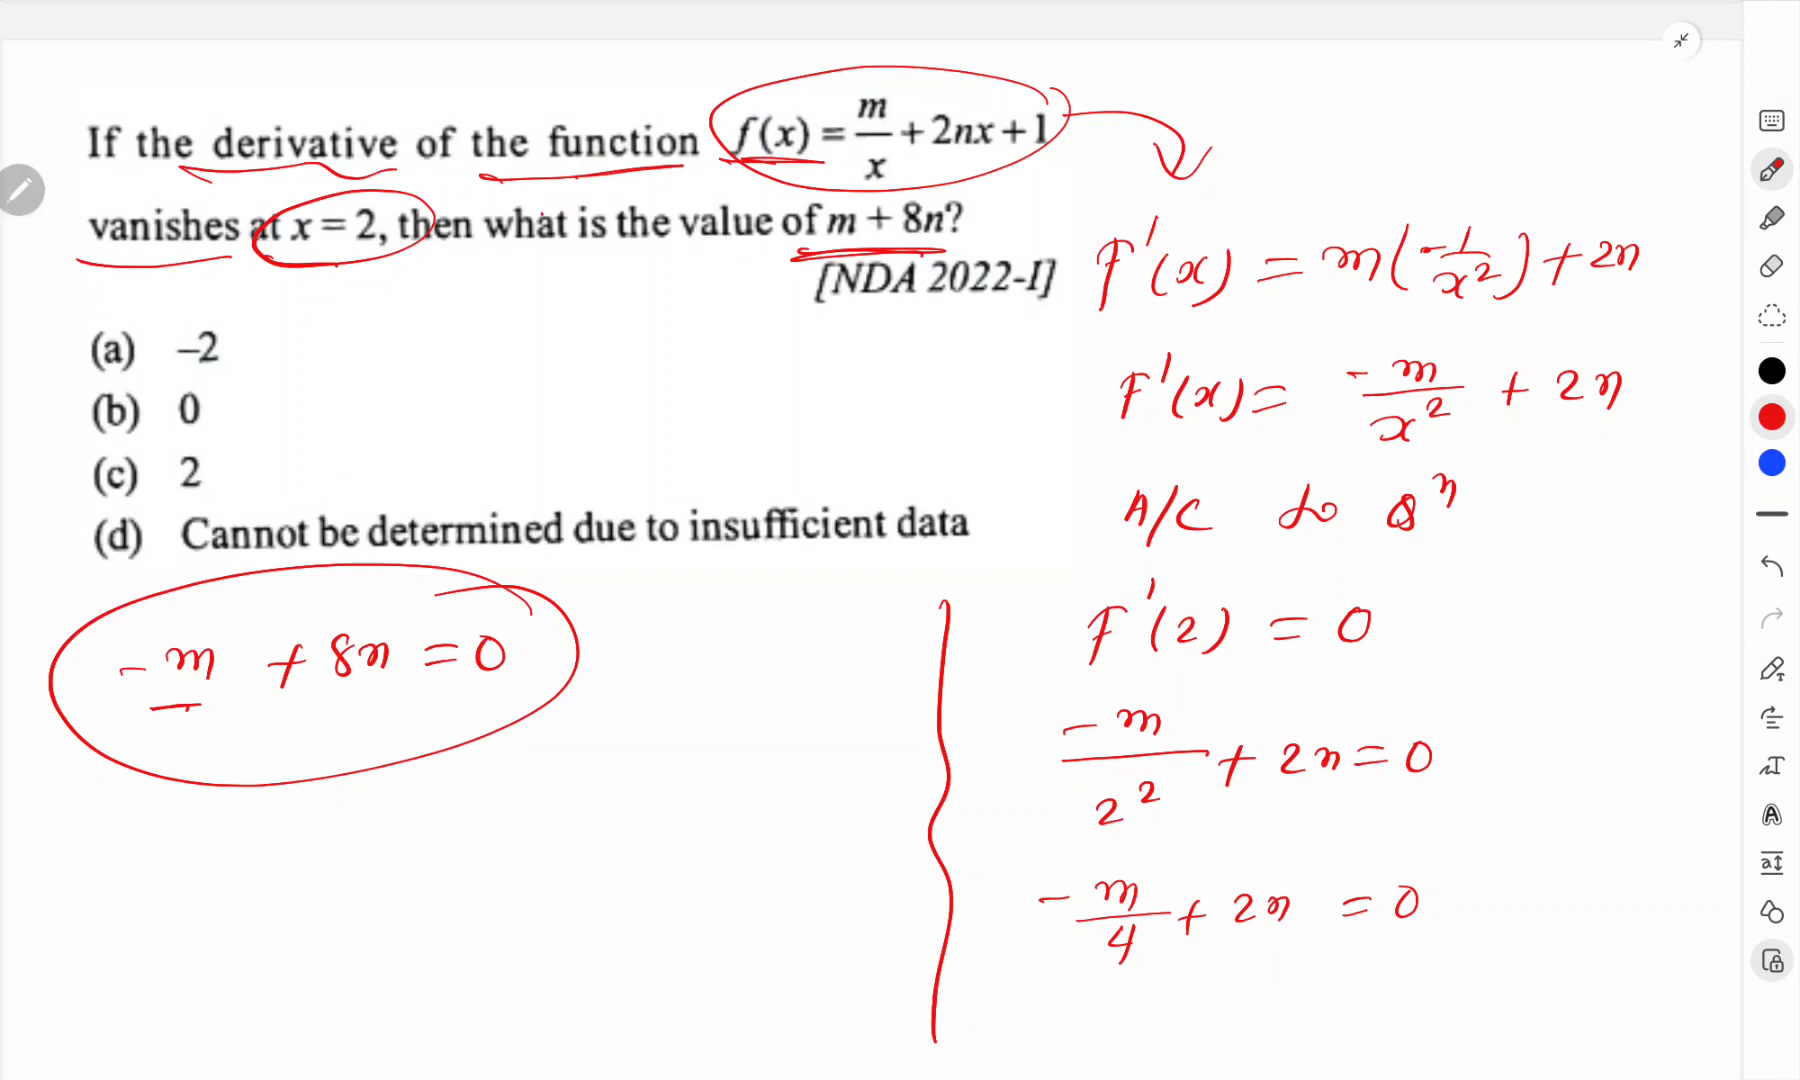 If the derivative of the function f(x) = m/x + 2nx + 1
vanishes at x = 2, then what is the value of m + 8n?
[NDA 2022-I]
(a) –2
(b) 0
(c) 2
(d) Cannot be determined due to insufficient data
-m + 8n = 0
F'(x) = m(-1/x²) + 2n
F'(x) = -m/x² + 2n
A/C to Qⁿ
F'(2) = 0
-m/2² + 2n = 0
-m/4 + 2n = 0